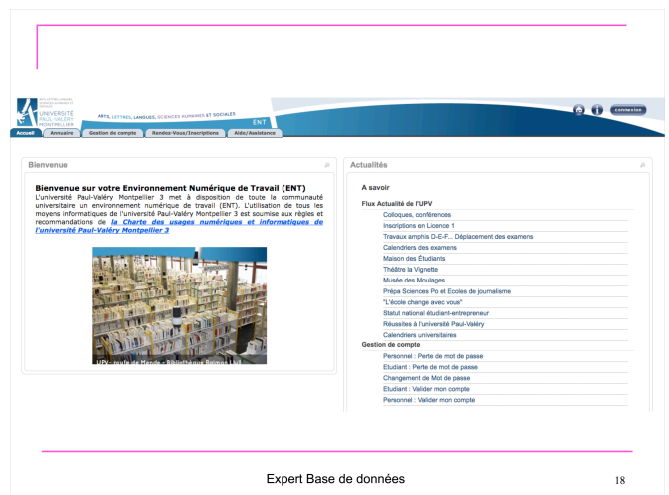 ARTS, LETTRES, LANGUES, SCIENCES HUMAINES ET SOCIALES
UNIVERSITÉ
PAUL-VALÉRY
MONTPELLIER
ENT
connexion
Accueil
Annuaire
Gestion de compte
Rendez-Vous/Inscriptions
Aide/Assistance
Bienvenue
Bienvenue sur votre Environnement Numérique de Travail (ENT)
L'université Paul-Valéry Montpellier 3 met à disposition de toute la communauté
universitaire un environnement numérique de travail (ENT). L'utilisation de tous les
moyens informatiques de l'université Paul-Valéry Montpellier 3 est soumise aux règles et
recommandations de la Charte des usages numériques et informatiques de
l'université Paul-Valéry Montpellier 3
UPV - route de Mende - Bibliothèque
Actualités
A savoir
Flux Actualité de l'UPV
Colloques, conférences
Inscriptions en Licence 1
Travaux amphis D-E-F... Déplacement des examens
Calendriers des examens
Maison des Étudiants
Théâtre la Vignette
Musée des Moulages
Prépa Sciences Po et Ecoles de journalisme
"L'école change avec vous"
Statut national étudiant-entrepreneur
Réussites à l'université Paul-Valéry
Calendriers universitaires
Gestion de compte
Personnel : Perte de mot de passe
Etudiant : Perte de mot de passe
Changement de Mot de passe
Etudiant : Valider mon compte
Personnel : Valider mon compte
Expert Base de données
18